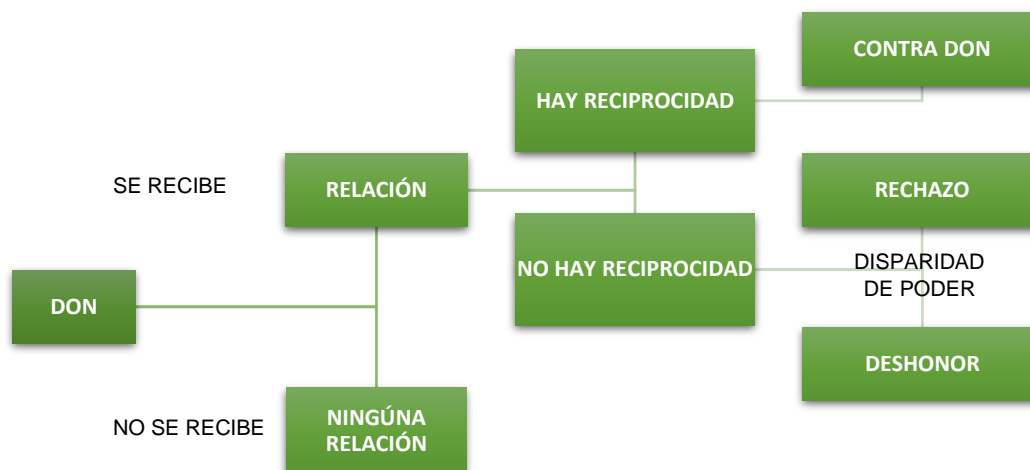 CONTRA DON
HAY RECIPROCIDAD
SE RECIBE
RELACIÓN
RECHAZO
NO HAY RECIPROCIDAD
DISPARIDAD
DE PODER
DON
DESHONOR
NO SE RECIBE
NINGÚNA
RELACIÓN